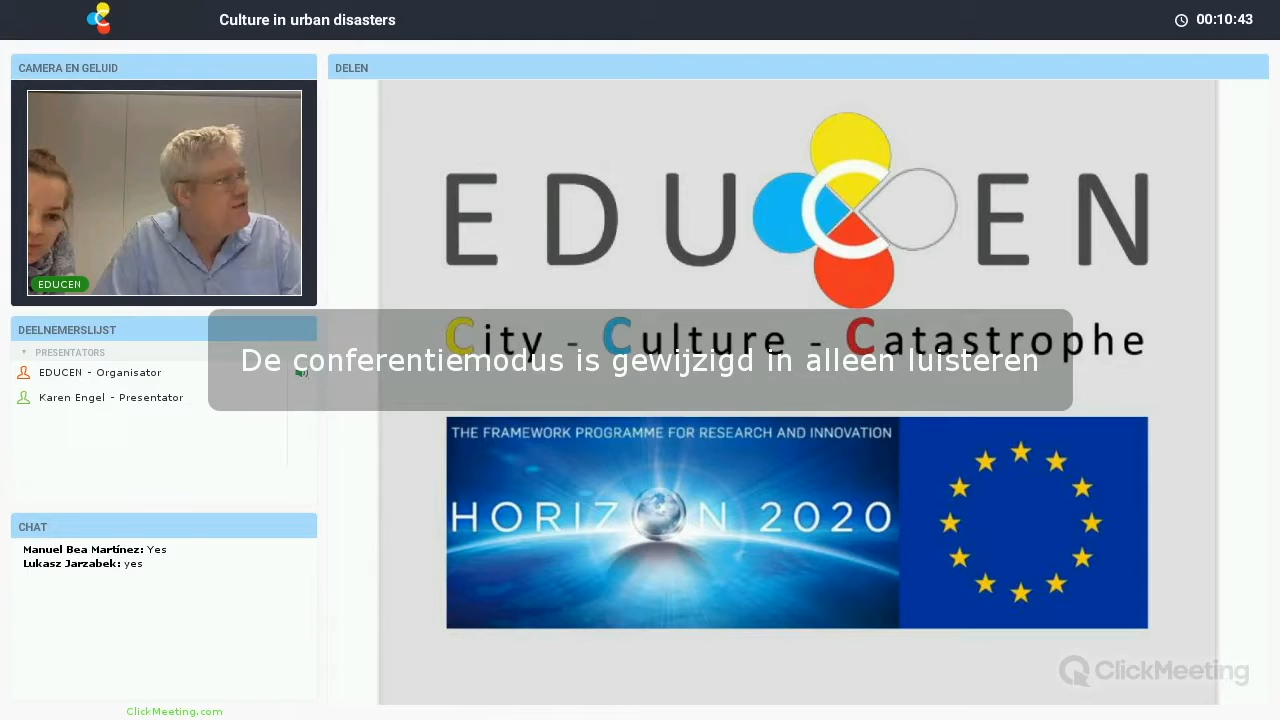 Culture in urban disasters
00:10:43
CAMERA EN GELUID
EDUCEN
DEELNEMERSLIJST
PRESENTATORS
EDUCEN - Organisator
Karen Engel - Presentator
CHAT
Manuel Bea Martínez: Yes
Lukasz Jarzabek: yes
ClickMeeting.com
DELEN
EDUCEN
City - Culture - Catastrophe
De conferentiemodus is gewijzigd in alleen luisteren
THE FRAMEWORK PROGRAMME FOR RESEARCH AND INNOVATION
HORIZON 2020
ClickMeeting